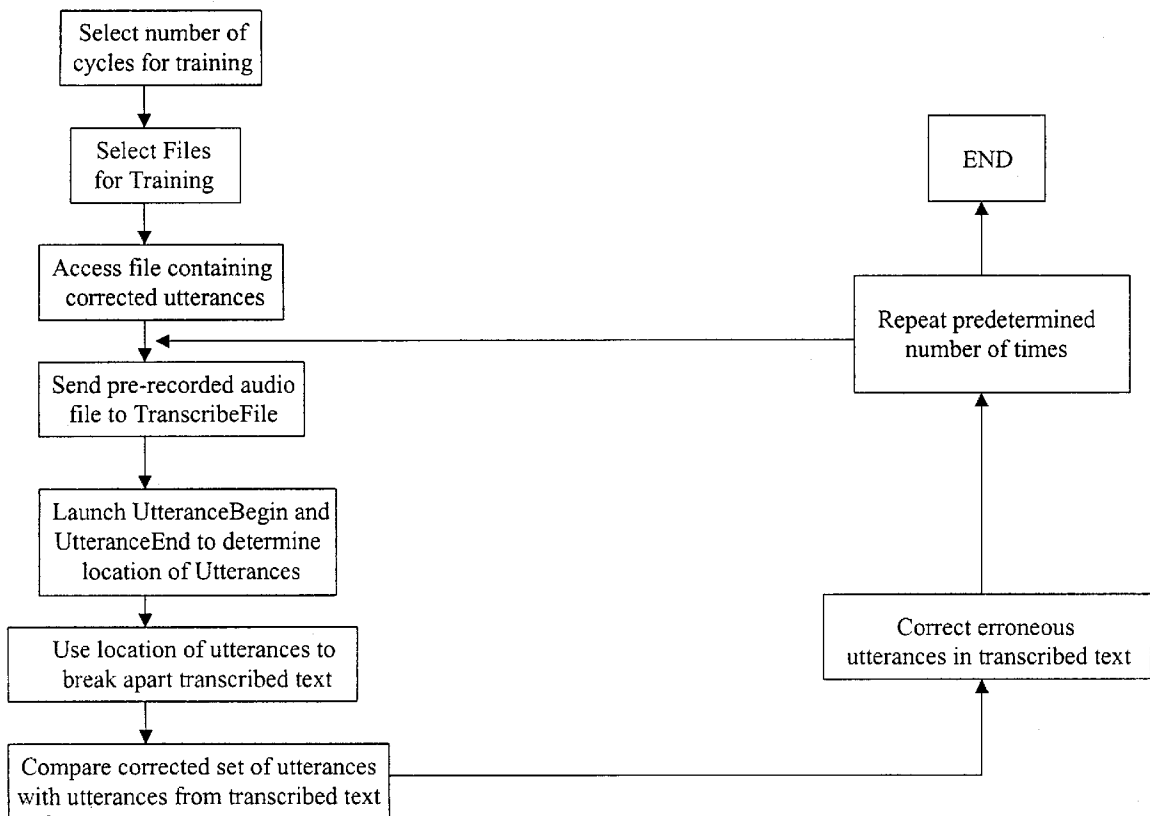 Select number of
cycles for training
Select Files
for Training
Access file containing
corrected utterances
Send pre-recorded audio
file to TranscribeFile
Launch UtteranceBegin and
UtteranceEnd to determine
location of Utterances
Use location of utterances to
break apart transcribed text
Compare corrected set of utterances
with utterances from transcribed text
Correct erroneous
utterances in transcribed text
Repeat predetermined
number of times
END